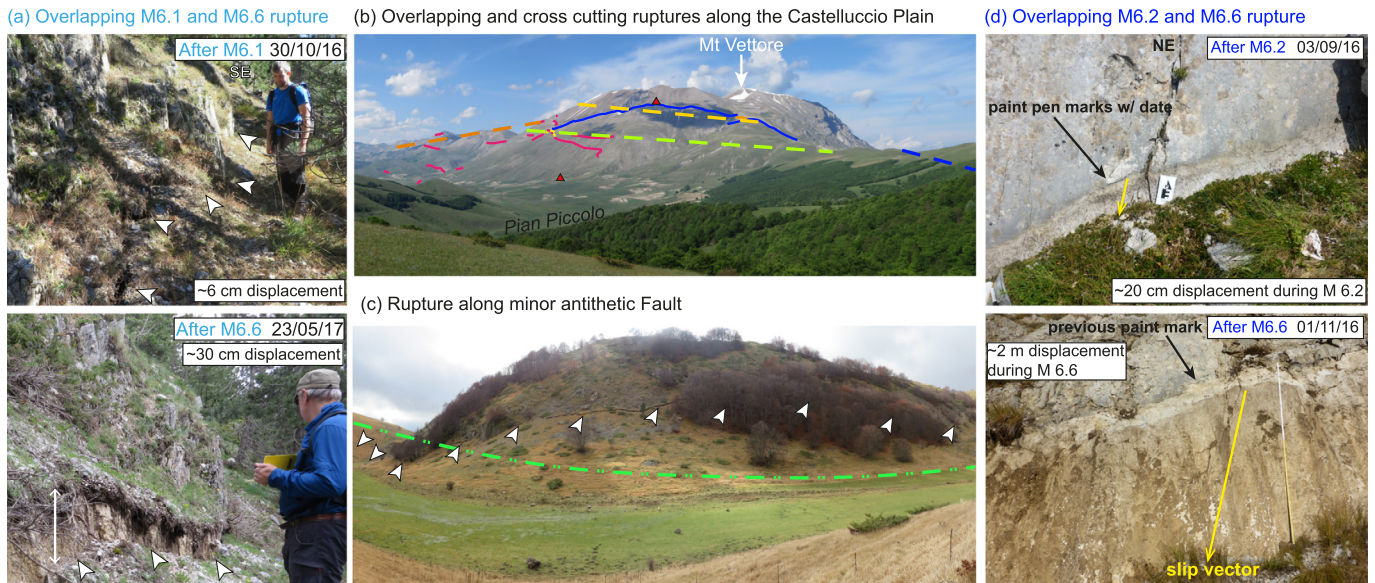 (a) Overlapping M6.1 and M6.6 rupture
After M6.1 30/10/16
SE
~6 cm displacement
After M6.6 23/05/17
~30 cm displacement
(b) Overlapping and cross cutting ruptures along the Castelluccio Plain
Mt Vettore
Pian Piccolo
(c) Rupture along minor antithetic Fault
(d) Overlapping M6.2 and M6.6 rupture
NE
After M6.2 03/09/16
paint pen marks w/ date
~20 cm displacement during M 6.2
previous paint mark
After M6.6 01/11/16
~2 m displacement
during M 6.6
slip vector